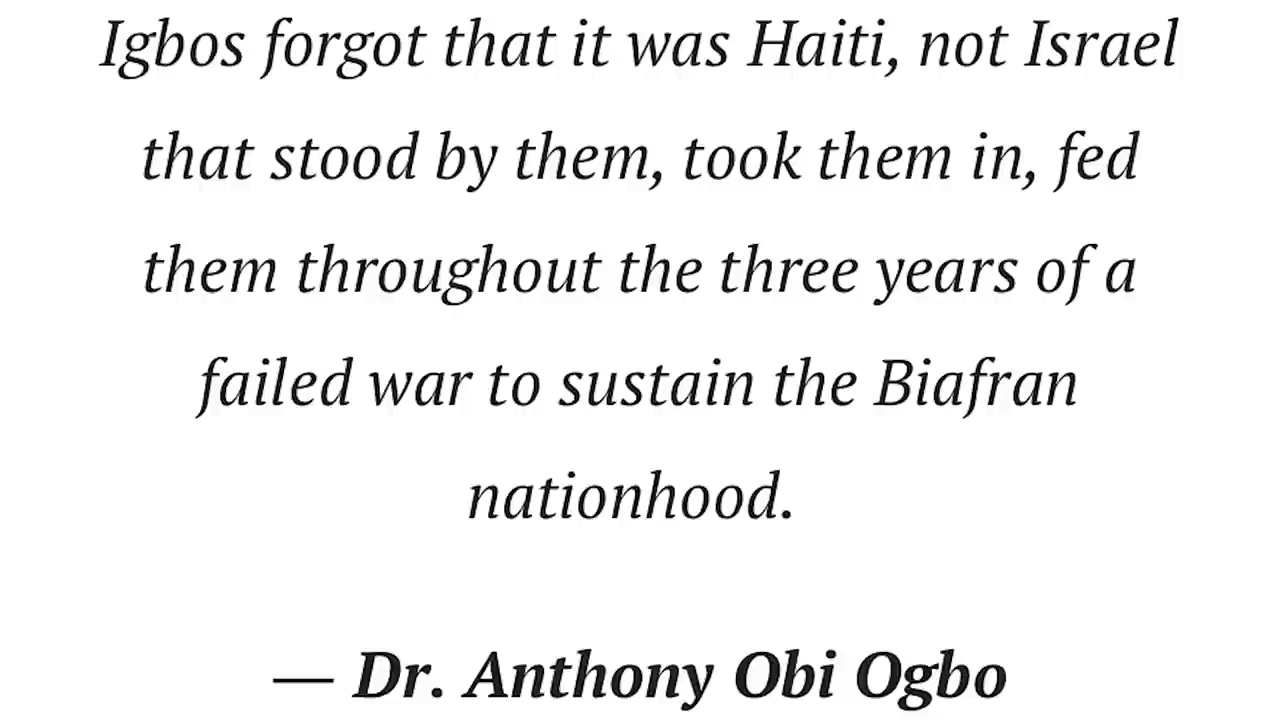 Igbos forgot that it was Haiti, not Israel
that stood by them, took them in, fed
them throughout the three years of a
failed war to sustain the Biafran
nationhood.
— Dr. Anthony Obi Ogbo